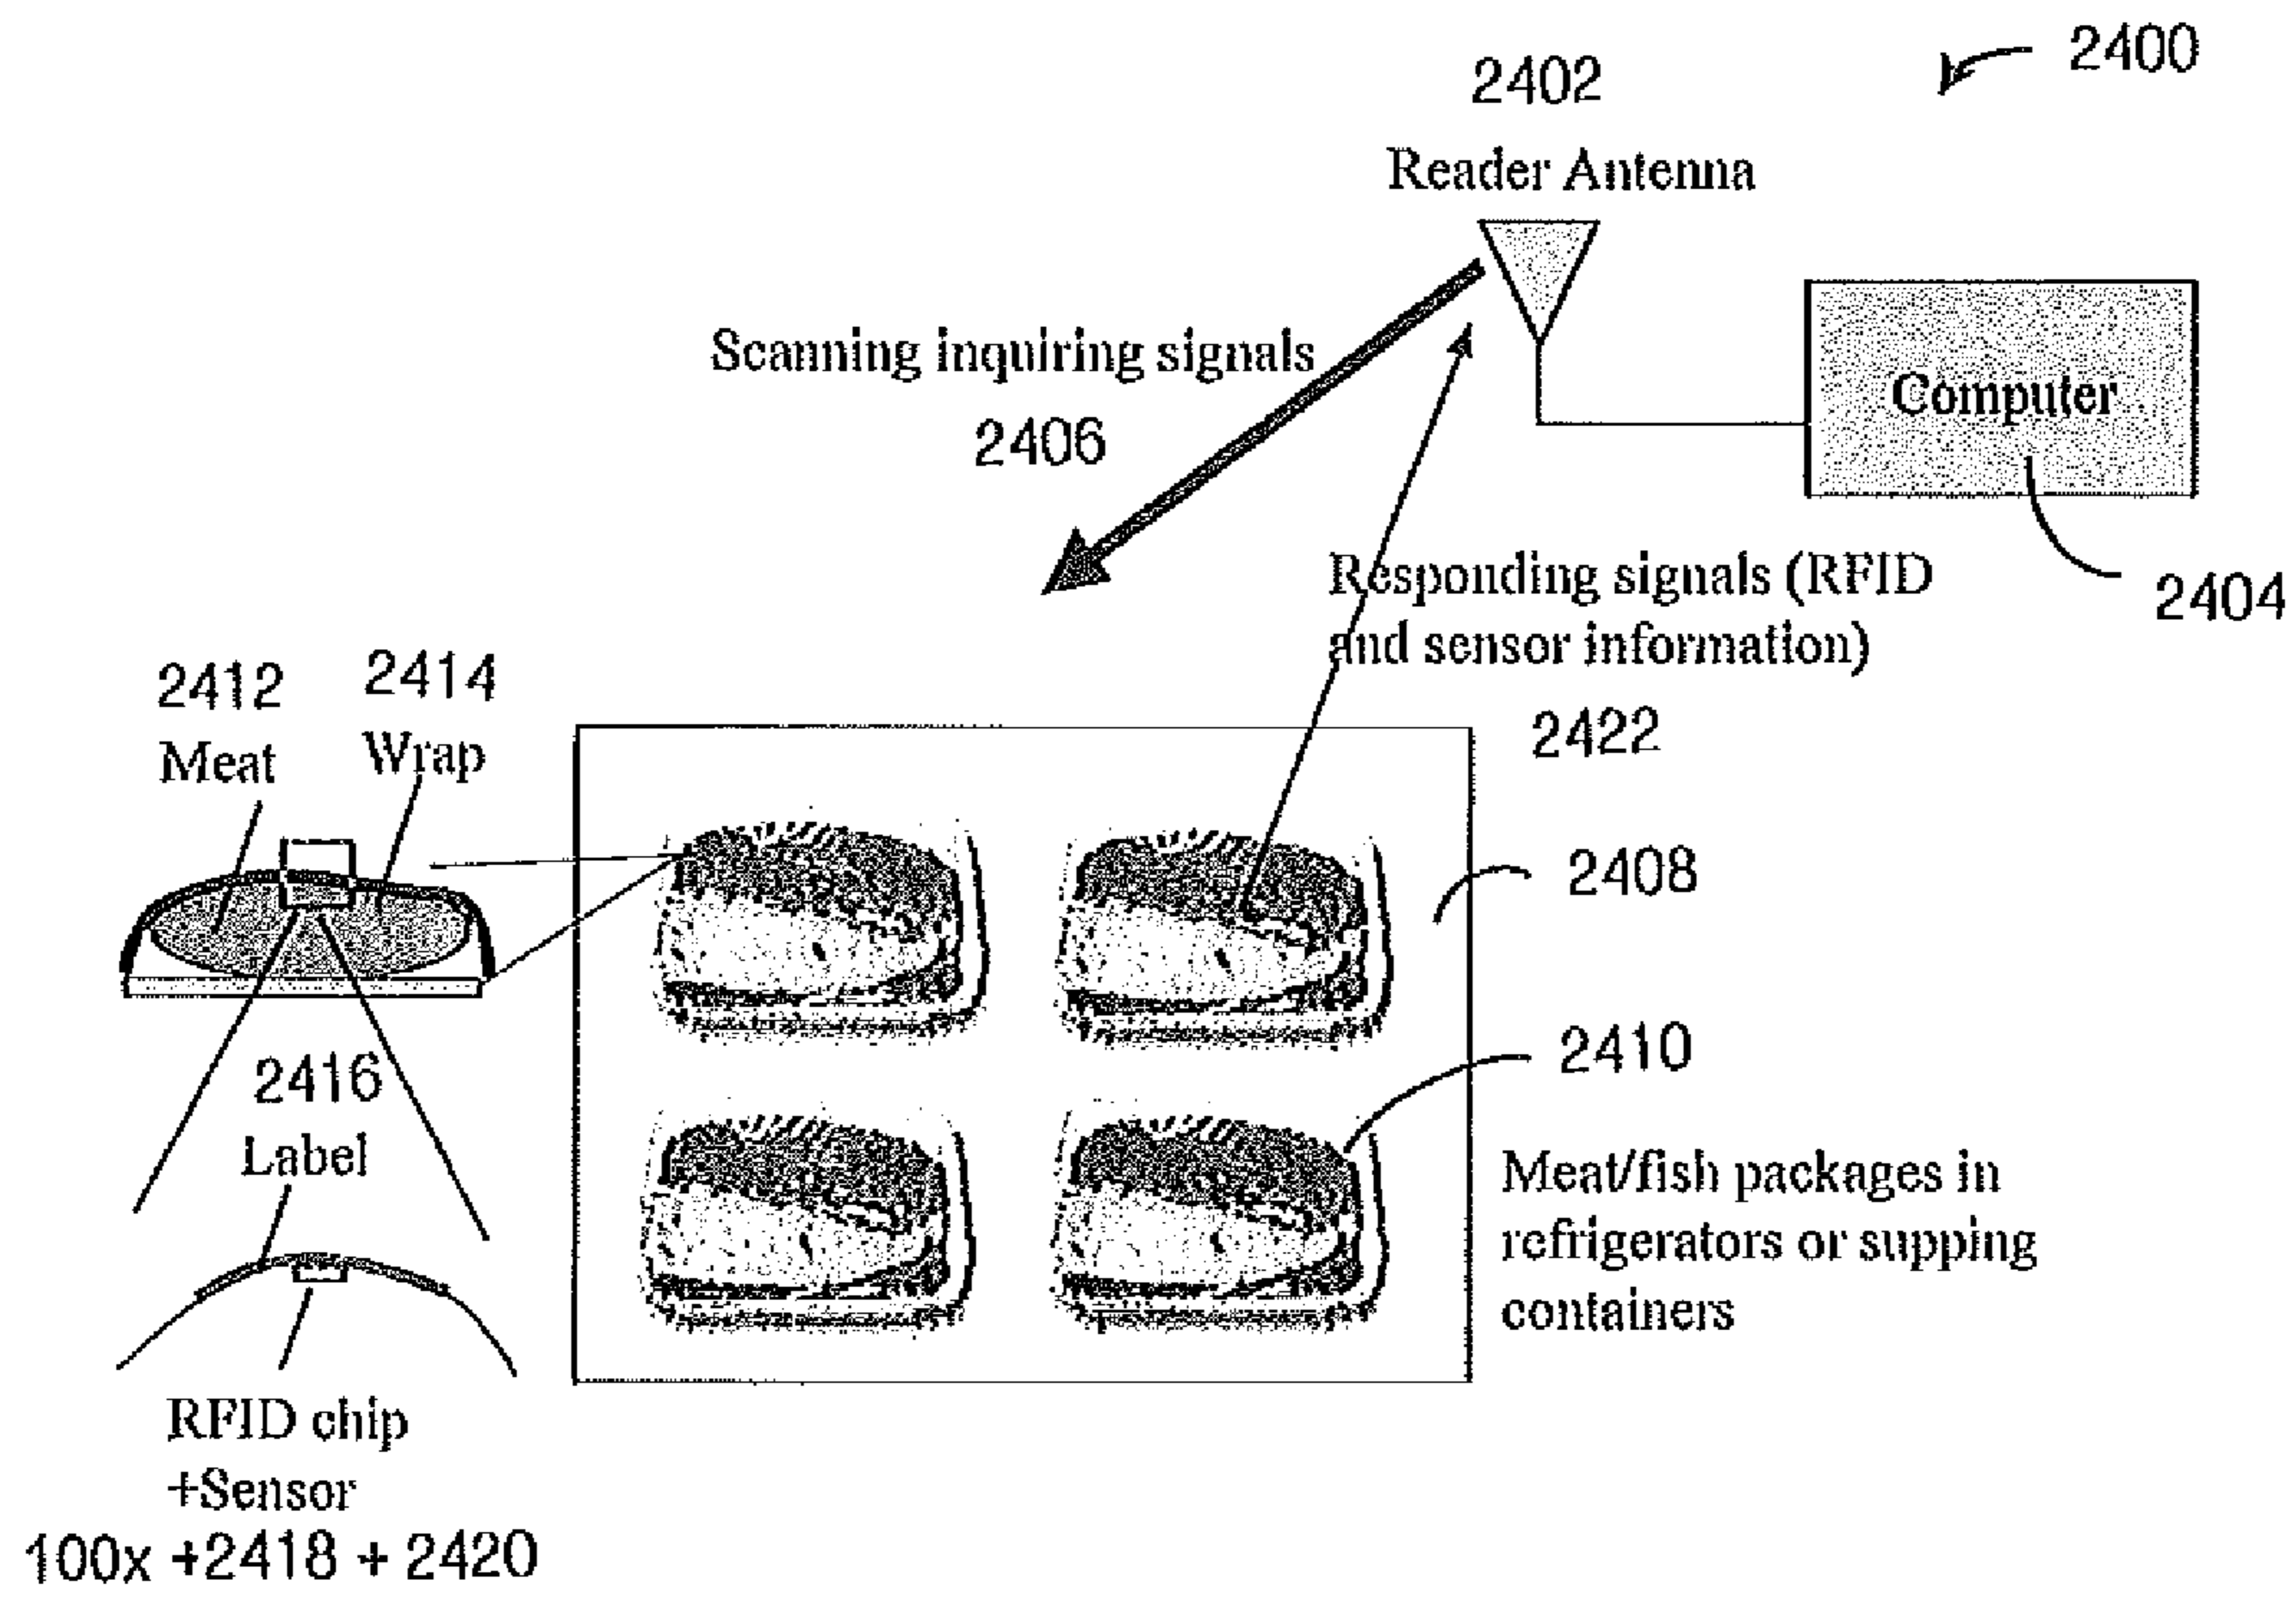 2400
2402
Reader Antenna
Scanning inquiring signals
2406
Computer
2404
Responding signals (RFID
and sensor information)
2422
2412
Meat
2414
Wrap
2408
2410
Meat/fish packages in
refrigerators or supping
containers
2416
Label
RFID chip
+Sensor
100x +2418 + 2420